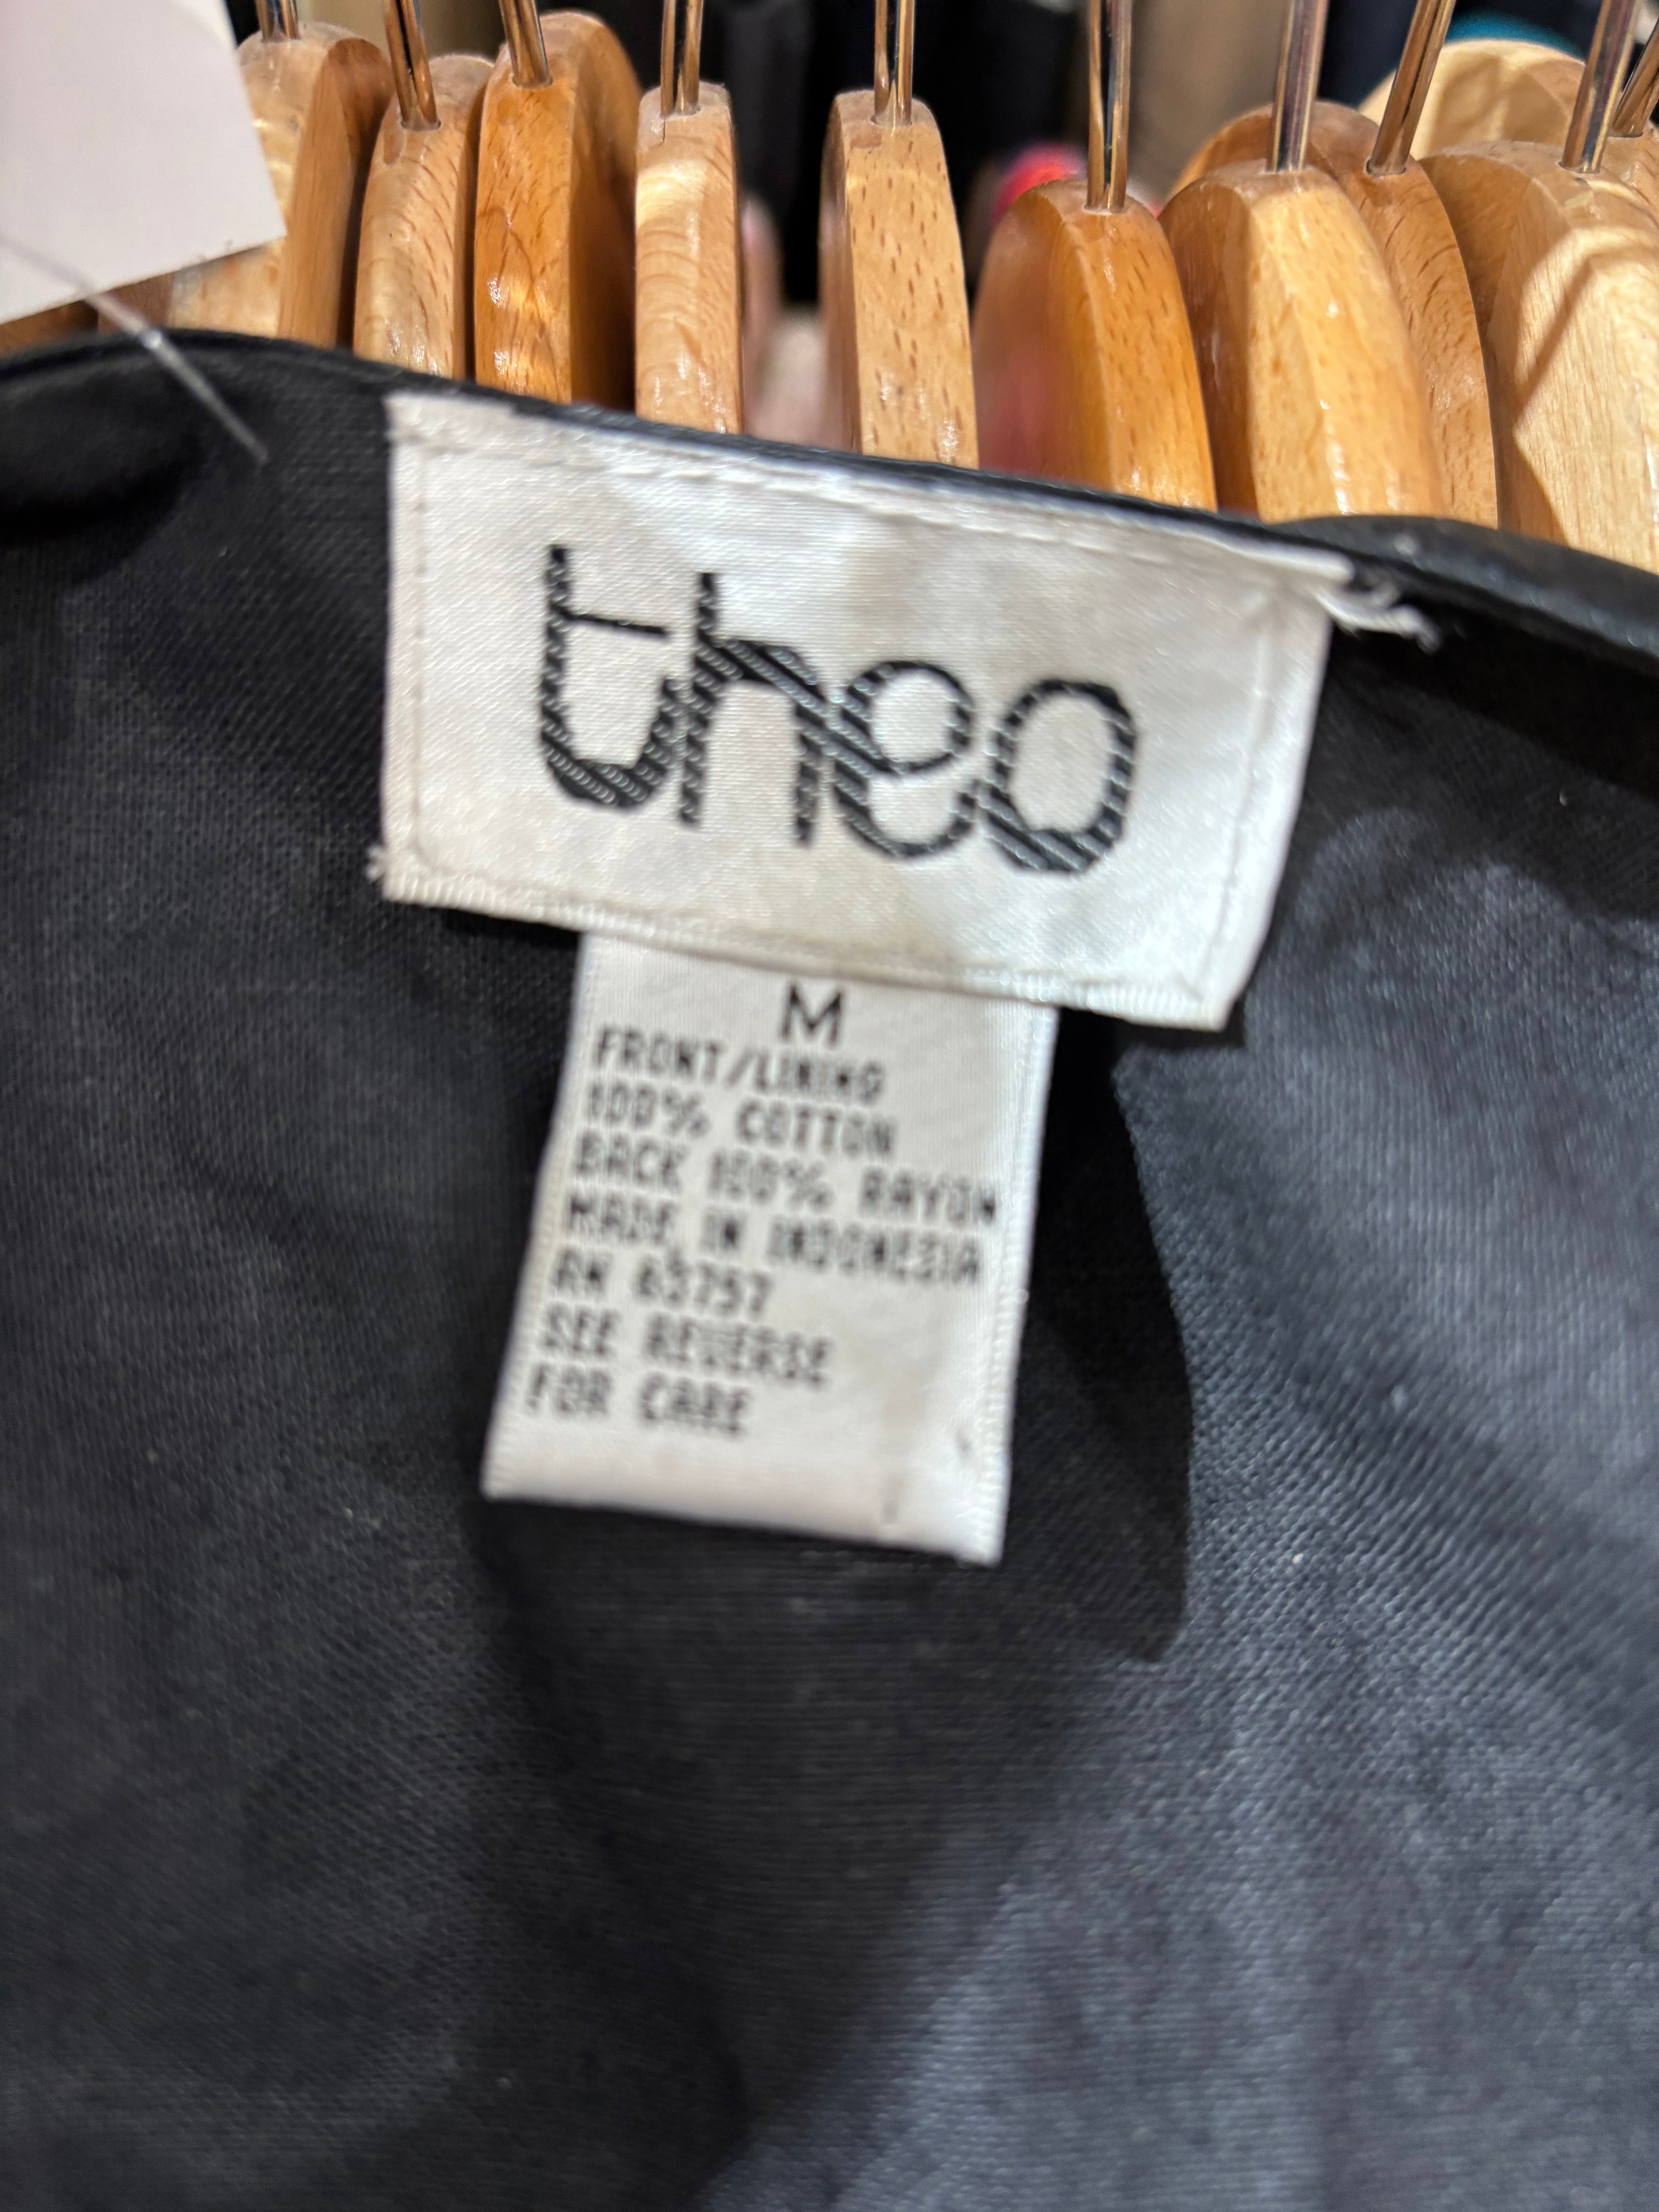 theo
M
FRONT/LINING
100% COTTON
BACK 100% RAYON
MADE IN INDONESIA
RN 63757
SEE REVERSE
FOR CARE